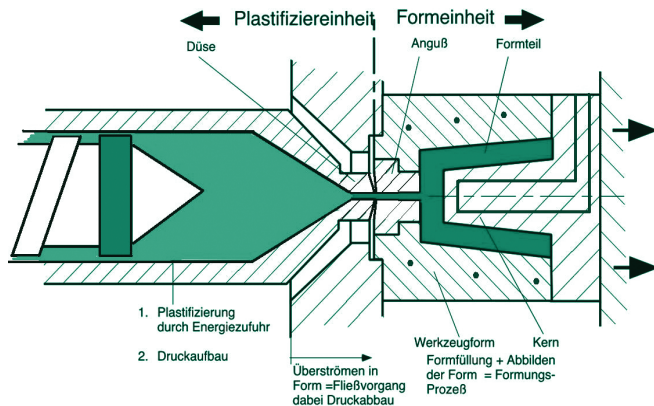 Plastifiziereinheit
Formeinheit
Düse
Anguß
Formteil
1. Plastifizierung
durch Energiezufuhr
2. Druckaufbau
Überströmen in
Form =Fließvorgang
dabei Druckabbau
Werkzeugform
Kern
Formfüllung + Abbilden
der Form = Formungs-
Prozeß